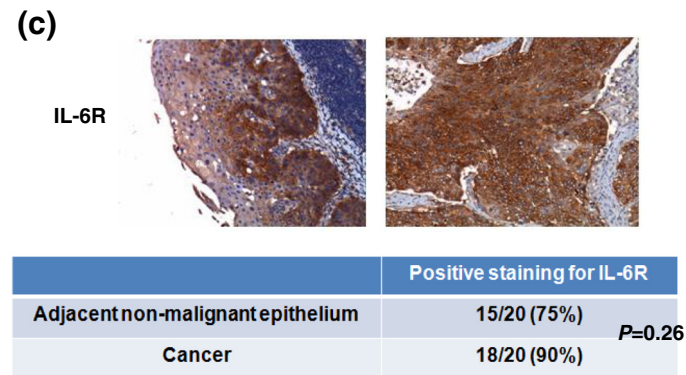 (c)
IL-6R
Positive staining for IL-6R
Adjacent non-malignant epithelium 15/20 (75%)
P=0.26
Cancer 18/20 (90%)